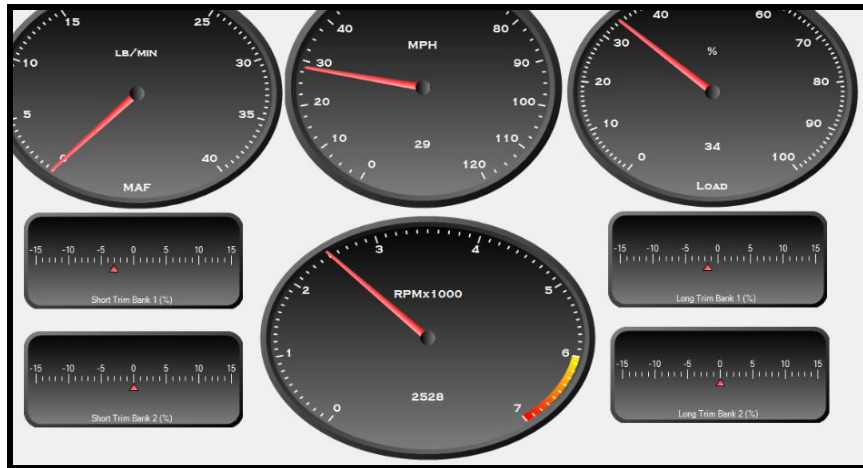 15 25
LB/MIN
10 30
5 35
0 40
MAF
40 80
MPH
30 90
20 100
10 110
29
0 120
40 60
30 % 70
20 80
10 90
34
0 100
LOAD
-15 -10 -5 0 5 10 15
Short Trim Bank 1 (%)
-15 -10 -5 0 5 10 15
Short Trim Bank 2 (%)
3 4
2 5
RPMx1000
1 6
2528
0 7
-15 -10 -5 0 5 10 15
Long Trim Bank 1 (%)
-15 -10 -5 0 5 10 15
Long Trim Bank 2 (%)